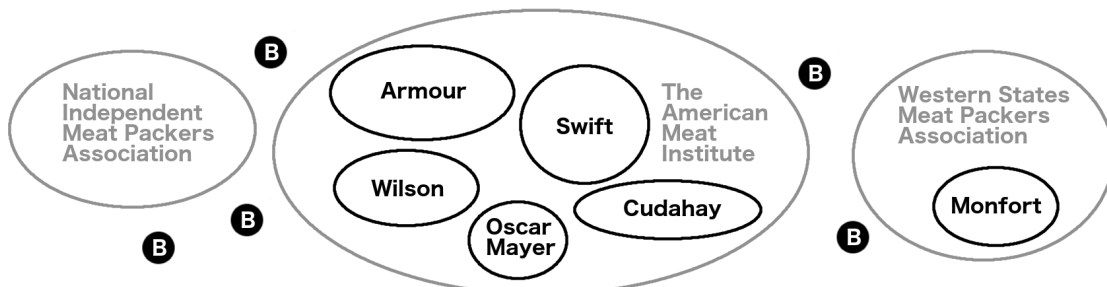 National
Independent
Meat Packers
Association
B
B
B
Armour
Swift
The
American
Meat
Institute
Wilson
Oscar
Mayer
Cudahay
B
B
Western States
Meat Packers
Association
Monfort